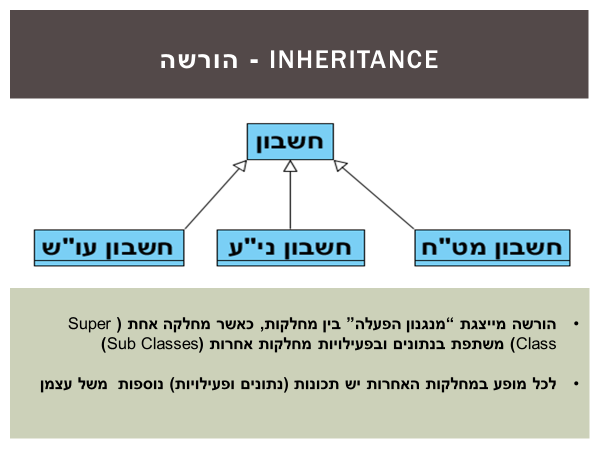 הורשה - INHERITANCE
חשבון
חשבון עו"ש
חשבון ני"ע
חשבון מט"ח
• הורשה מייצגת “מנגנון הפעלה” בין מחלקות, כאשר מחלקה אחת (Super
Class) משתפת בנתונים ובפעילויות מחלקות אחרות (Sub Classes)
• לכל מופע במחלקות האחרות יש תכונות (נתונים ופעילויות) נוספות משל עצמן